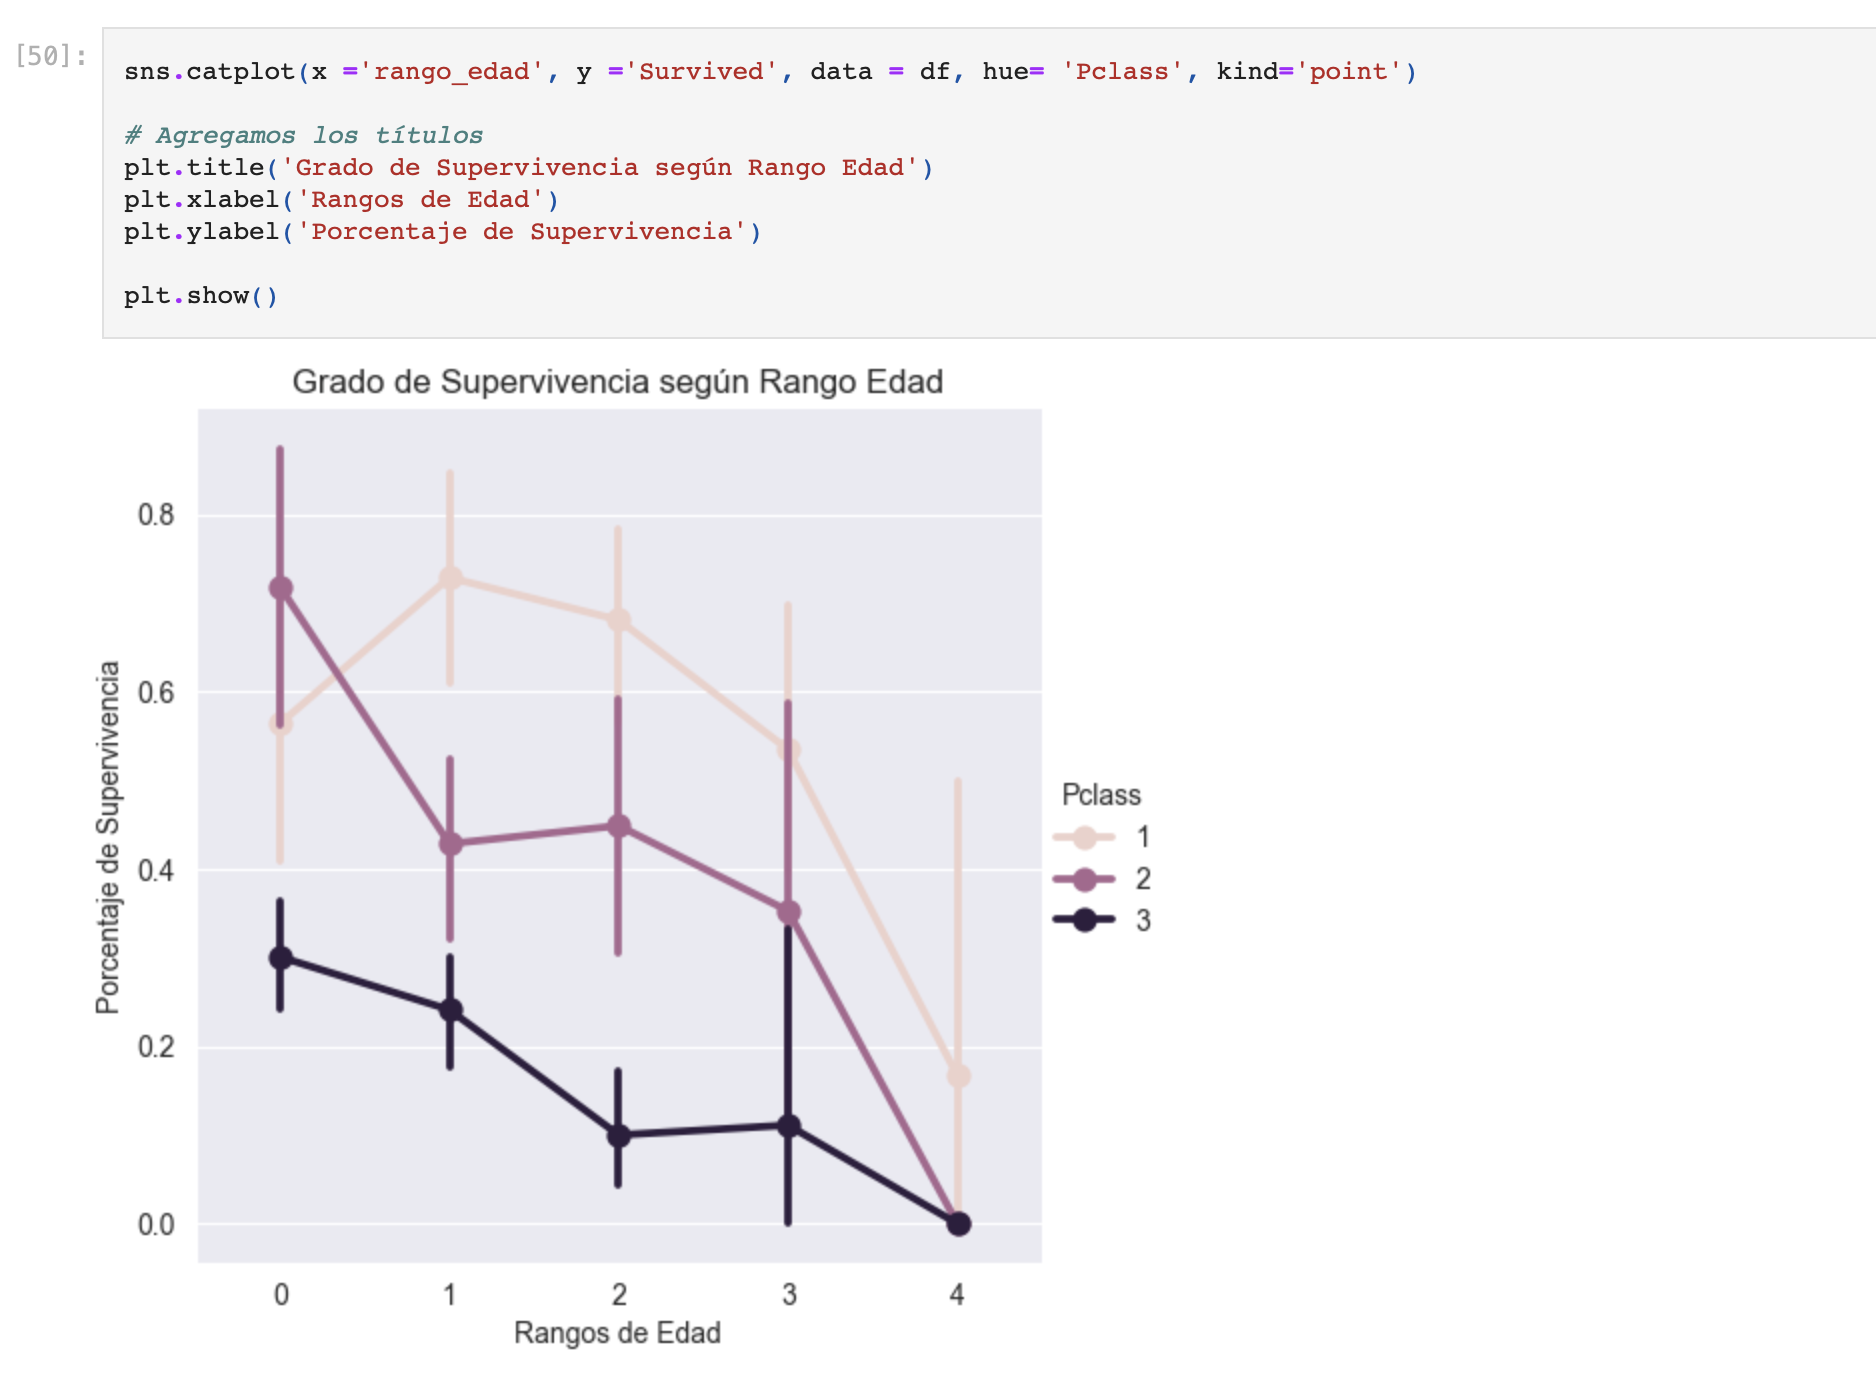 [50]:
sns.catplot(x ='rango_edad', y ='Survived', data = df, hue= 'Pclass', kind='point')
# Agregamos los títulos
plt.title('Grado de Supervivencia según Rango Edad')
plt.xlabel('Rangos de Edad')
plt.ylabel('Porcentaje de Supervivencia')
plt.show()
Grado de Supervivencia según Rango Edad
Porcentaje de Supervivencia
0.8
0.6
0.4
0.2
0.0
0 1 2 3 4
Rangos de Edad
Pclass
1
2
3